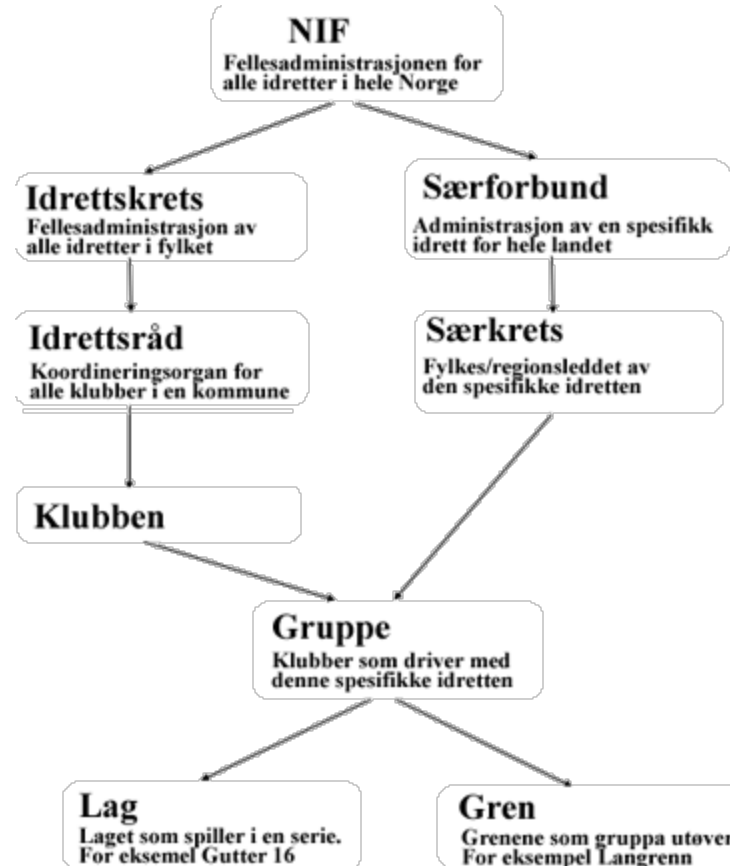 NIF
Fellesadministrasjonen for
alle idretter i hele Norge
Idrettskrets
Fellesadministrasjon av
alle idretter i fylket
Særforbund
Administrasjon av en spesifikk
idrett for hele landet
Idrettsråd
Koordineringsorgan for
alle klubber i en kommune
Særkrets
Fylkes/regionsleddet av
den spesifikke idretten
Klubben
Gruppe
Klubber som driver med
denne spesifikke idretten
Lag
Laget som spiller i en serie.
For eksemel Gutter 16
Gren
Grenene som gruppa utøver
For eksempel Langrenn